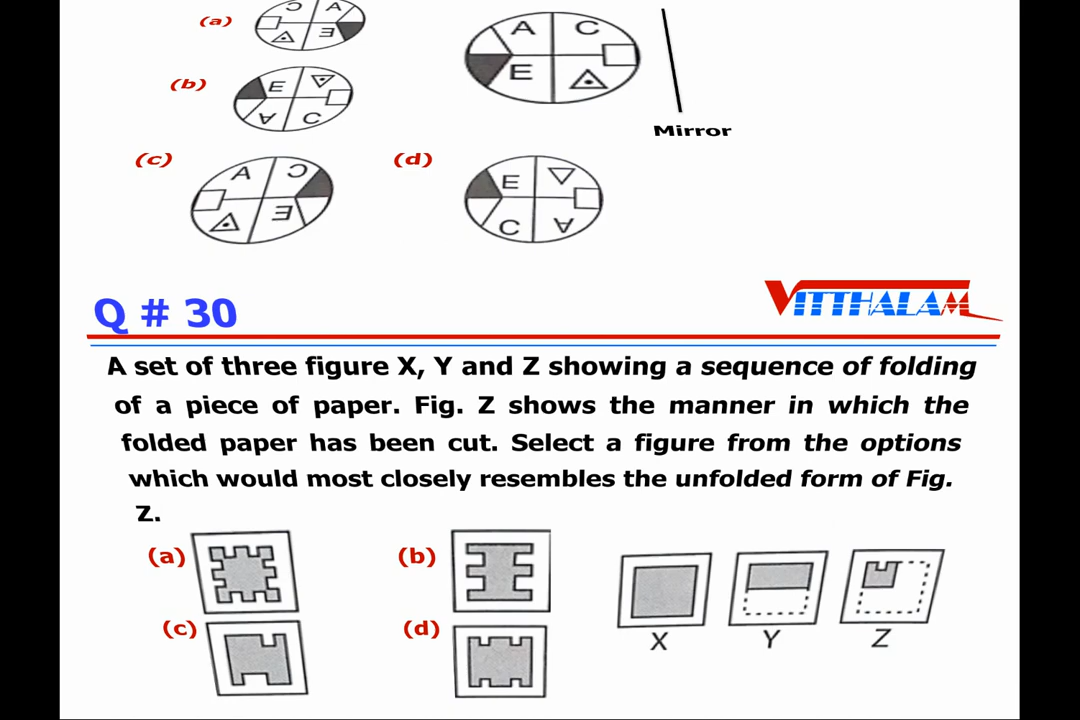 (a)
C A
E
A C
E
Mirror
(b)
E
A C
(c)
A C
E
(d)
E
C A
Q # 30
VITTHALAM
A set of three figure X, Y and Z showing a sequence of folding
of a piece of paper. Fig. Z shows the manner in which the
folded paper has been cut. Select a figure from the options
which would most closely resembles the unfolded form of Fig.
Z.
(a)
(b)
(c)
(d)
X
Y
Z